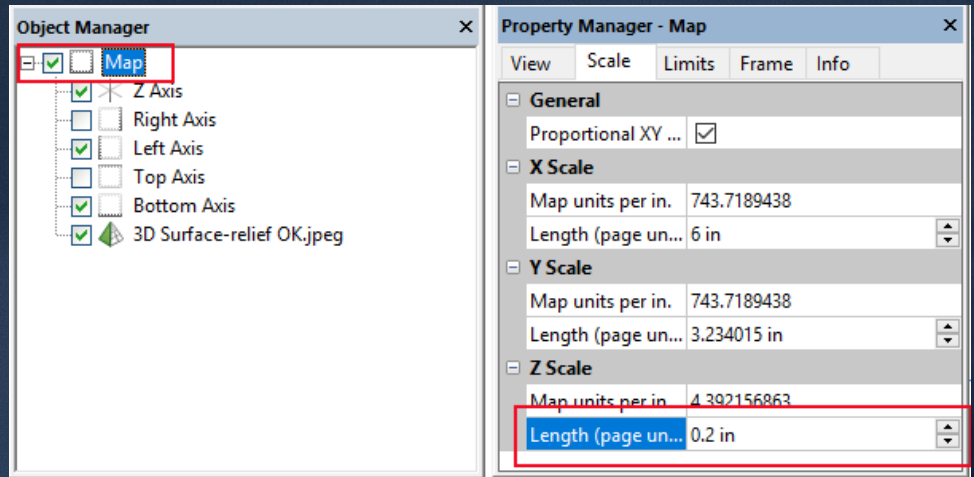 Object Manager
Map
Z Axis
Right Axis
Left Axis
Top Axis
Bottom Axis
3D Surface-relief OK.jpeg
Property Manager - Map
View Scale Limits Frame Info
General
Proportional XY ...
X Scale
Map units per in. 743.7189438
Length (page un... 6 in
Y Scale
Map units per in. 743.7189438
Length (page un... 3.234015 in
Z Scale
Map units per in. 4.392156863
Length (page un... 0.2 in